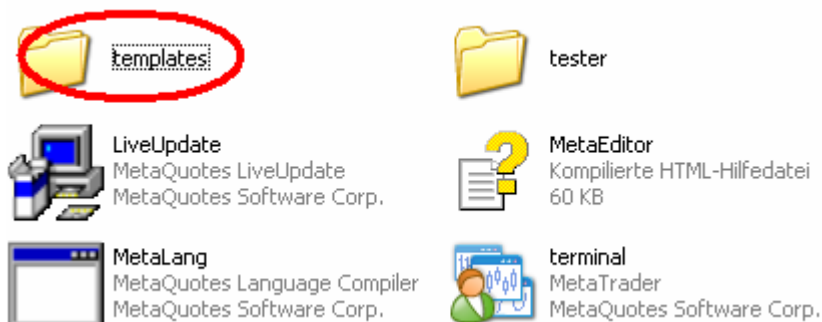 templates
tester
LiveUpdate
MetaQuotes LiveUpdate
MetaQuotes Software Corp.
MetaEditor
Kompilierte HTML-Hilfedatei
60 KB
MetaLang
MetaQuotes Language Compiler
MetaQuotes Software Corp.
terminal
MetaTrader
MetaQuotes Software Corp.